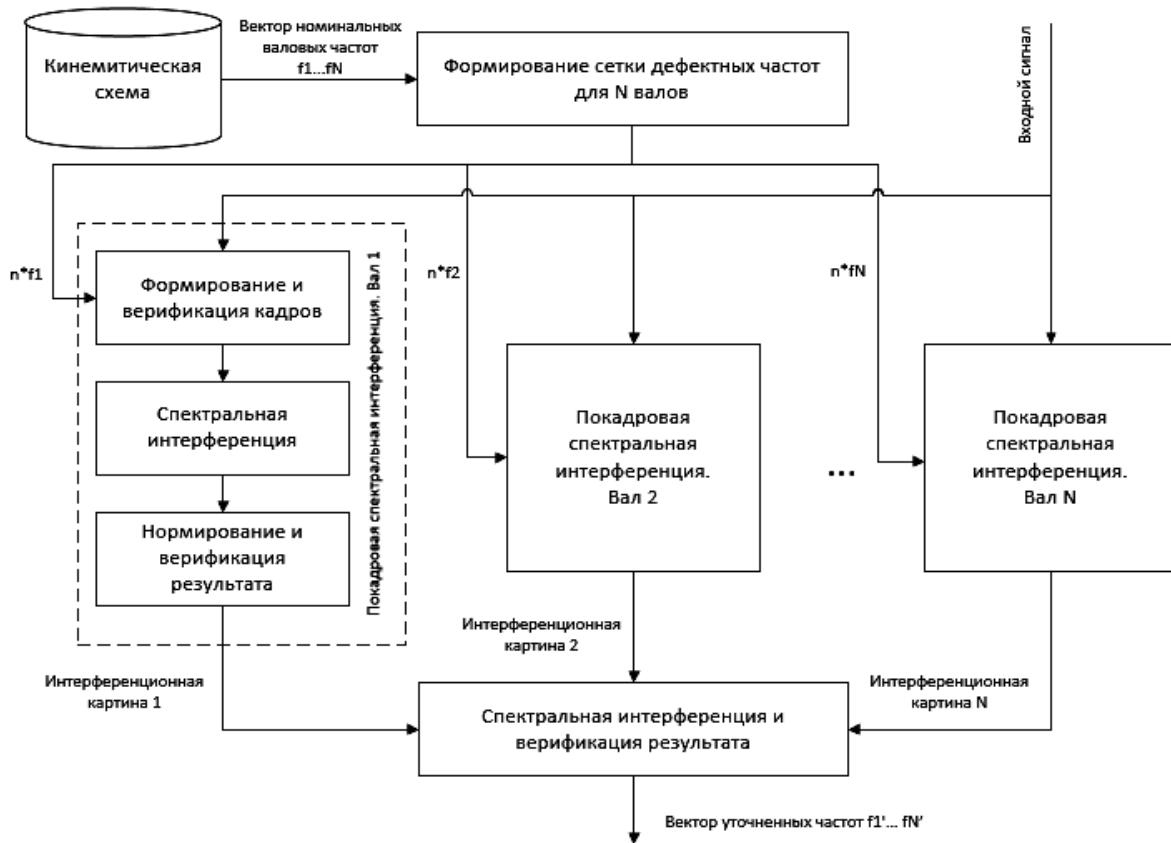 Кинемитическая
схема
Вектор номинальных
валовых частот
f1...fN
Формирование сетки дефектных частот
для N валов
Входной сигнал
n*f1
Формирование и
верификация кадров
Спектральная
интерференция
Нормирование и
верификация
результата
Покадровая спектральная интерференция. Вал 1
n*f2
Покадровая
спектральная
интерференция.
Вал 2
...
n*fN
Покадровая
спектральная
интерференция.
Вал N
Интерференционная
картина 1
Интерференционная
картина 2
Интерференционная
картина N
Спектральная интерференция и
верификация результата
Вектор уточненных частот f1'... fN'